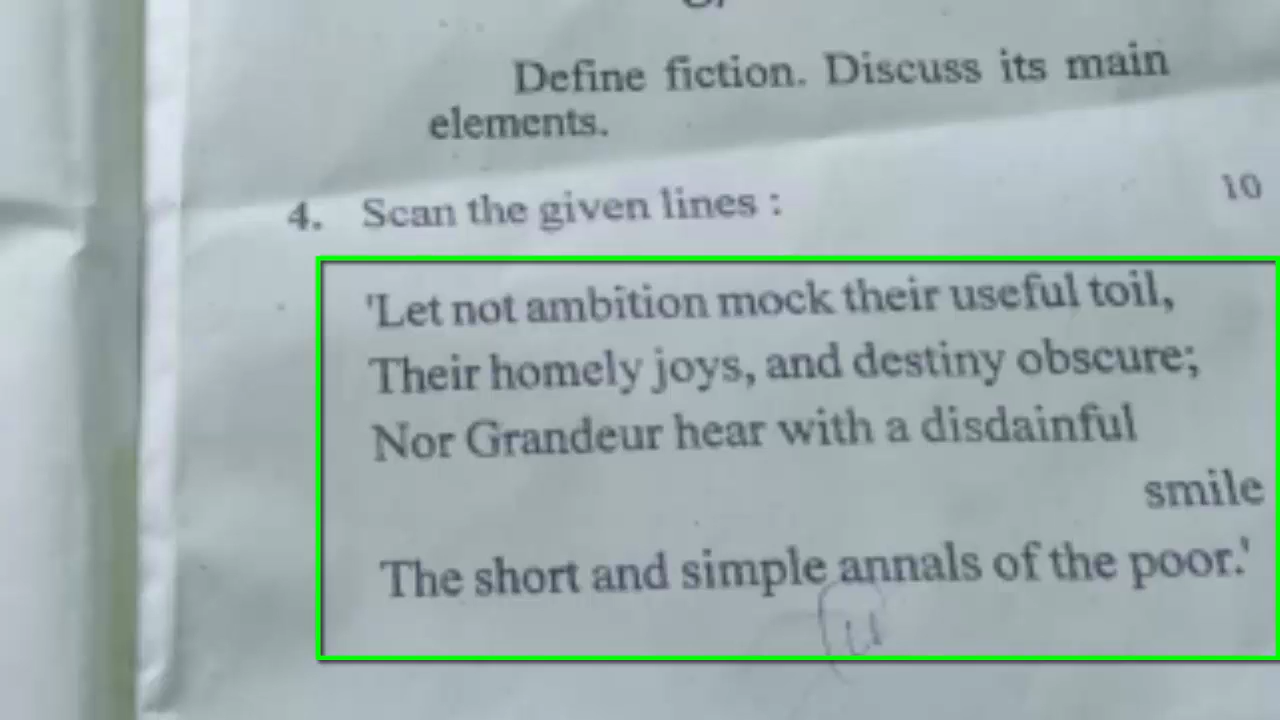 Define fiction. Discuss its main
elements.
4. Scan the given lines : 10
'Let not ambition mock their useful toil,
Their homely joys, and destiny obscure;
Nor Grandeur hear with a disdainful
smile
The short and simple annals of the poor.'